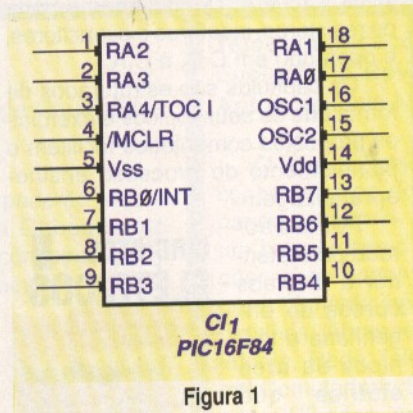 1 RA2 RA1 18
2 RA3 RA0 17
3 RA4/TOC I OSC1 16
4 /MCLR OSC2 15
5 Vss Vdd 14
6 RBØ/INT RB7 13
7 RB1 RB6 12
8 RB2 RB5 11
9 RB3 RB4 10
CI1
PIC16F84
Figura 1